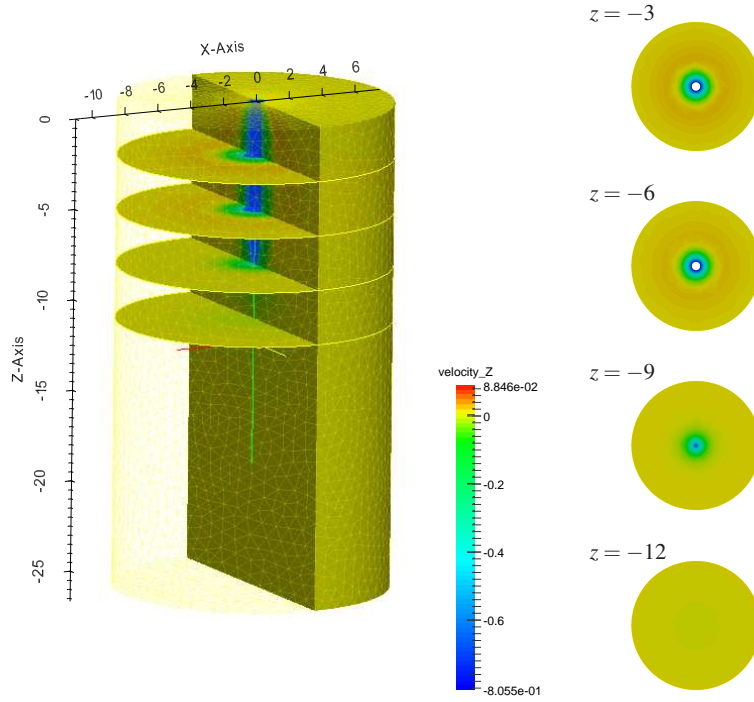 X-Axis
-10 -8 -6 -4 -2 0 2 4 6
0
-5
-10
-15
-20
-25
Z-Axis
velocity_Z
8.846e-02
0
-0.2
-0.4
-0.6
-8.055e-01
z = −3
z = −6
z = −9
z = −12